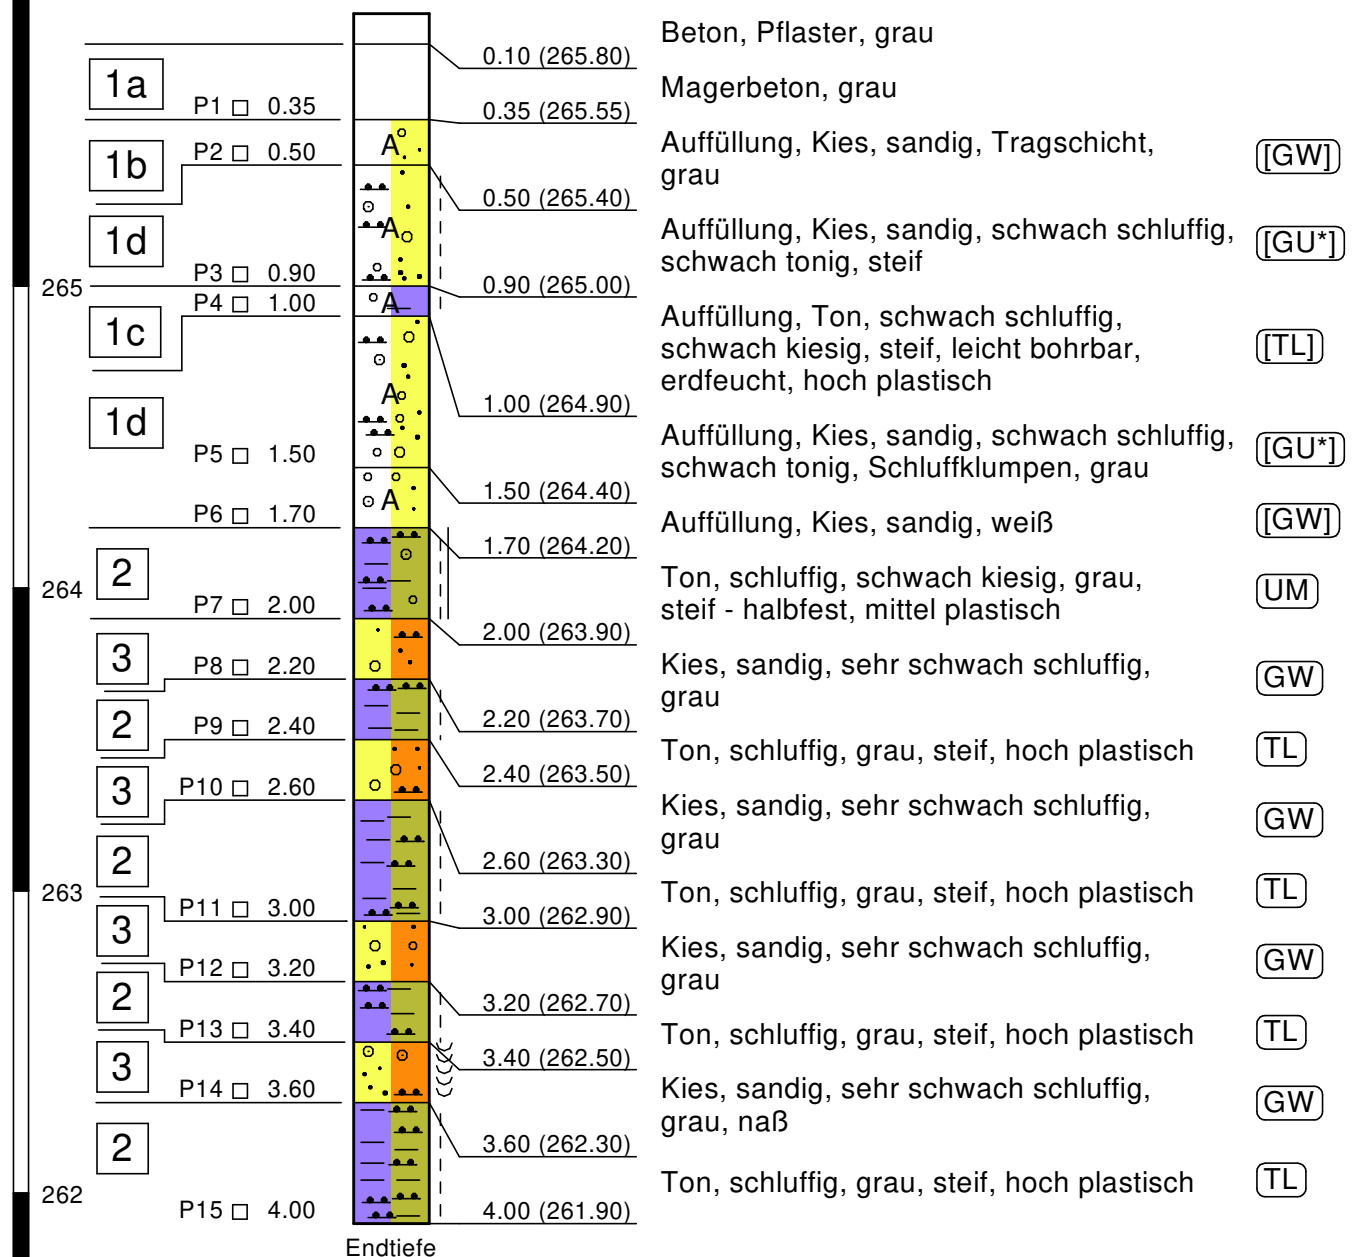 Beton, Pflaster, grau
0.10 (265.80)
1a
Magerbeton, grau
P1 0.35
0.35 (265.55)
Auffüllung, Kies, sandig, Tragschicht,
grau
[GW]
A
1b
P2 0.50
0.50 (265.40)
Auffüllung, Kies, sandig, schwach schluffig,
schwach tonig, steif
[GU*]
A
1d
P3 0.90
0.90 (265.00)
265
P4 1.00
A
Auffüllung, Ton, schwach schluffig,
schwach kiesig, steif, leicht bohrbar,
erdfeucht, hoch plastisch
[TL]
1c
A
1.00 (264.90)
1d
Auffüllung, Kies, sandig, schwach schluffig,
schwach tonig, Schluffklumpen, grau
[GU*]
P5 1.50
1.50 (264.40)
A
P6 1.70
Auffüllung, Kies, sandig, weiß
[GW]
1.70 (264.20)
2
Ton, schluffig, schwach kiesig, grau,
steif - halbfest, mittel plastisch
UM
264
P7 2.00
2.00 (263.90)
3
P8 2.20
Kies, sandig, sehr schwach schluffig,
grau
GW
2.20 (263.70)
2
P9 2.40
Ton, schluffig, grau, steif, hoch plastisch
TL
2.40 (263.50)
3
P10 2.60
Kies, sandig, sehr schwach schluffig,
grau
GW
2
2.60 (263.30)
263
Ton, schluffig, grau, steif, hoch plastisch
TL
P11 3.00
3.00 (262.90)
3
P12 3.20
Kies, sandig, sehr schwach schluffig,
grau
GW
2
3.20 (262.70)
P13 3.40
Ton, schluffig, grau, steif, hoch plastisch
TL
3.40 (262.50)
3
P14 3.60
Kies, sandig, sehr schwach schluffig,
grau, naß
GW
2
3.60 (262.30)
Ton, schluffig, grau, steif, hoch plastisch
TL
262
P15 4.00
4.00 (261.90)
Endtiefe